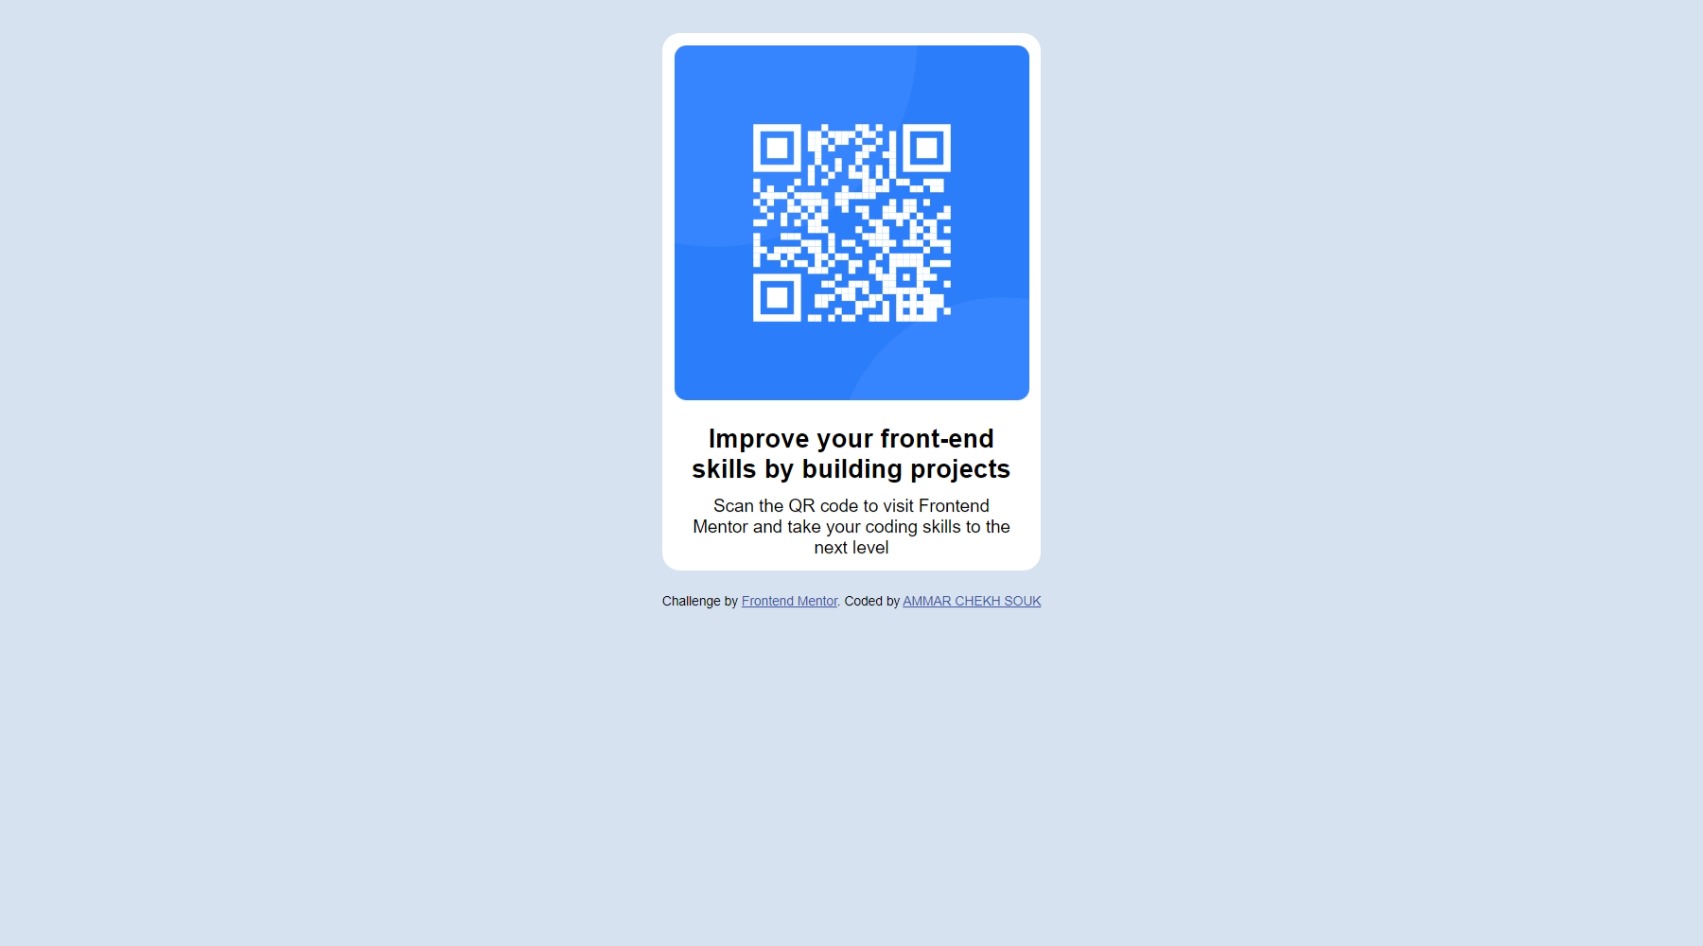 Improve your front-end
skills by building projects
Scan the QR code to visit Frontend
Mentor and take your coding skills to the
next level
Challenge by Frontend Mentor. Coded by AMMAR CHEKH SOUK